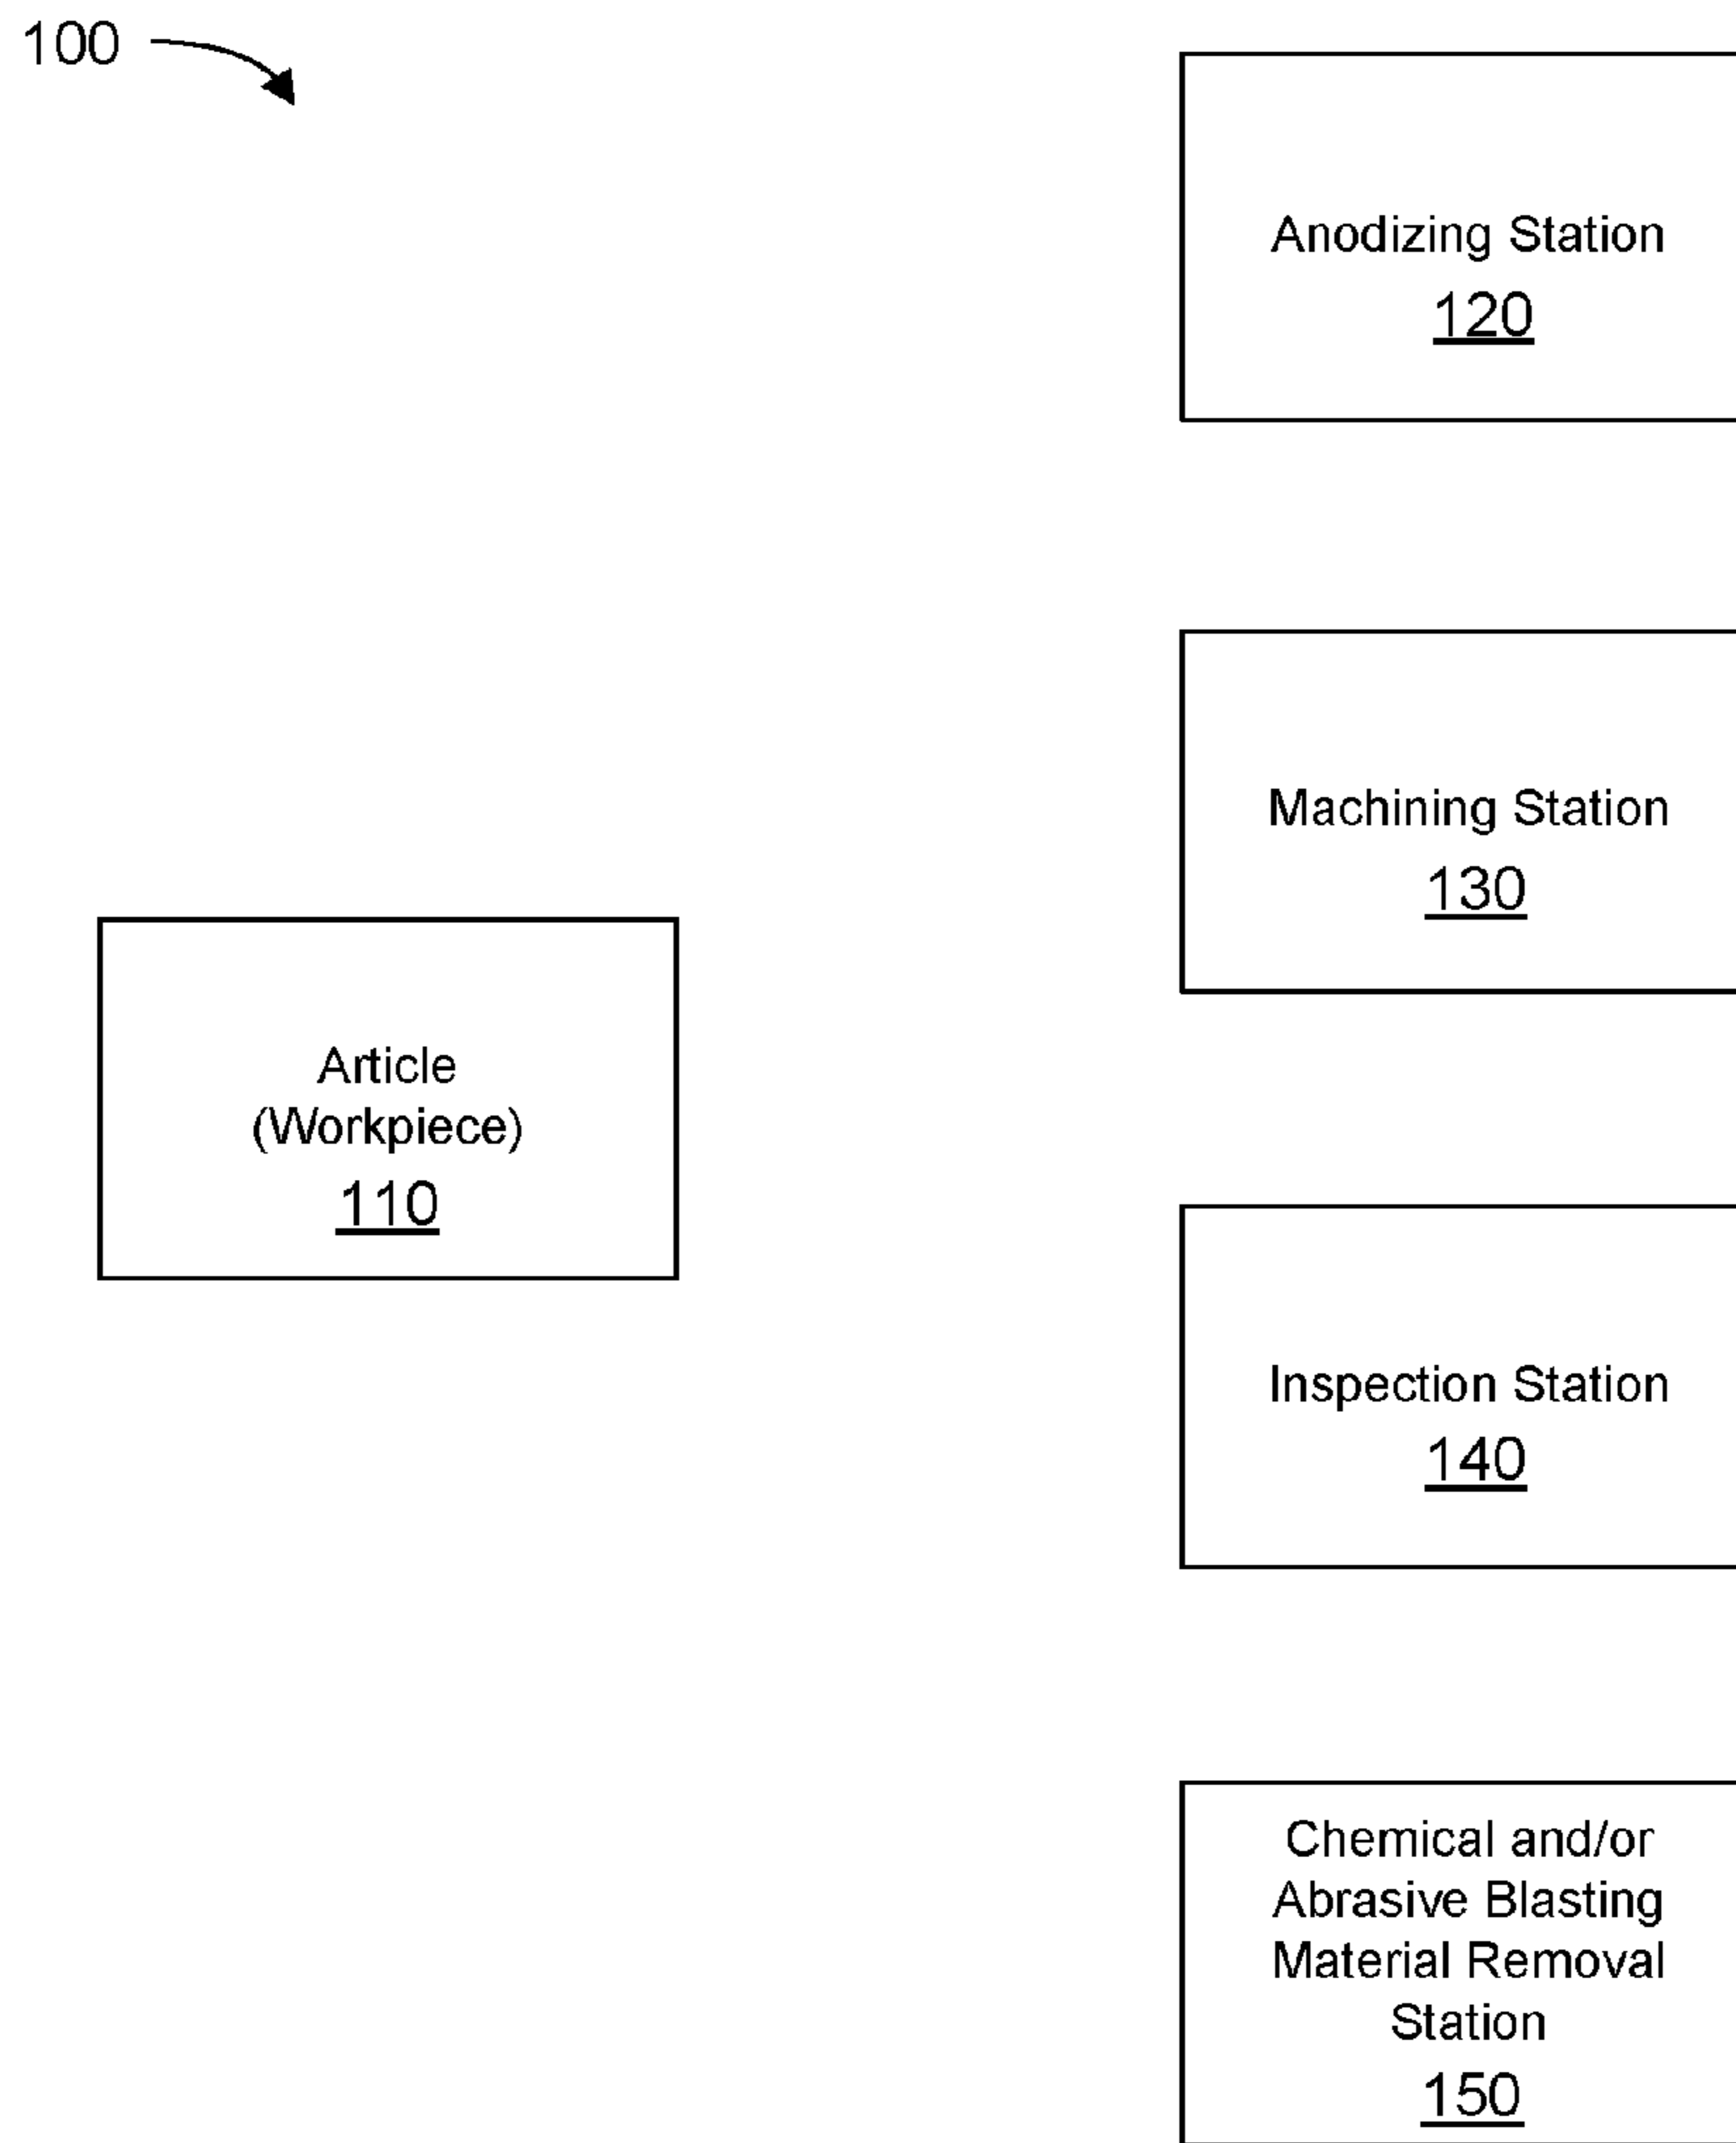 100
Anodizing Station
120
Machining Station
130
Article
(Workpiece)
110
Inspection Station
140
Chemical and/or
Abrasive Blasting
Material Removal
Station
150